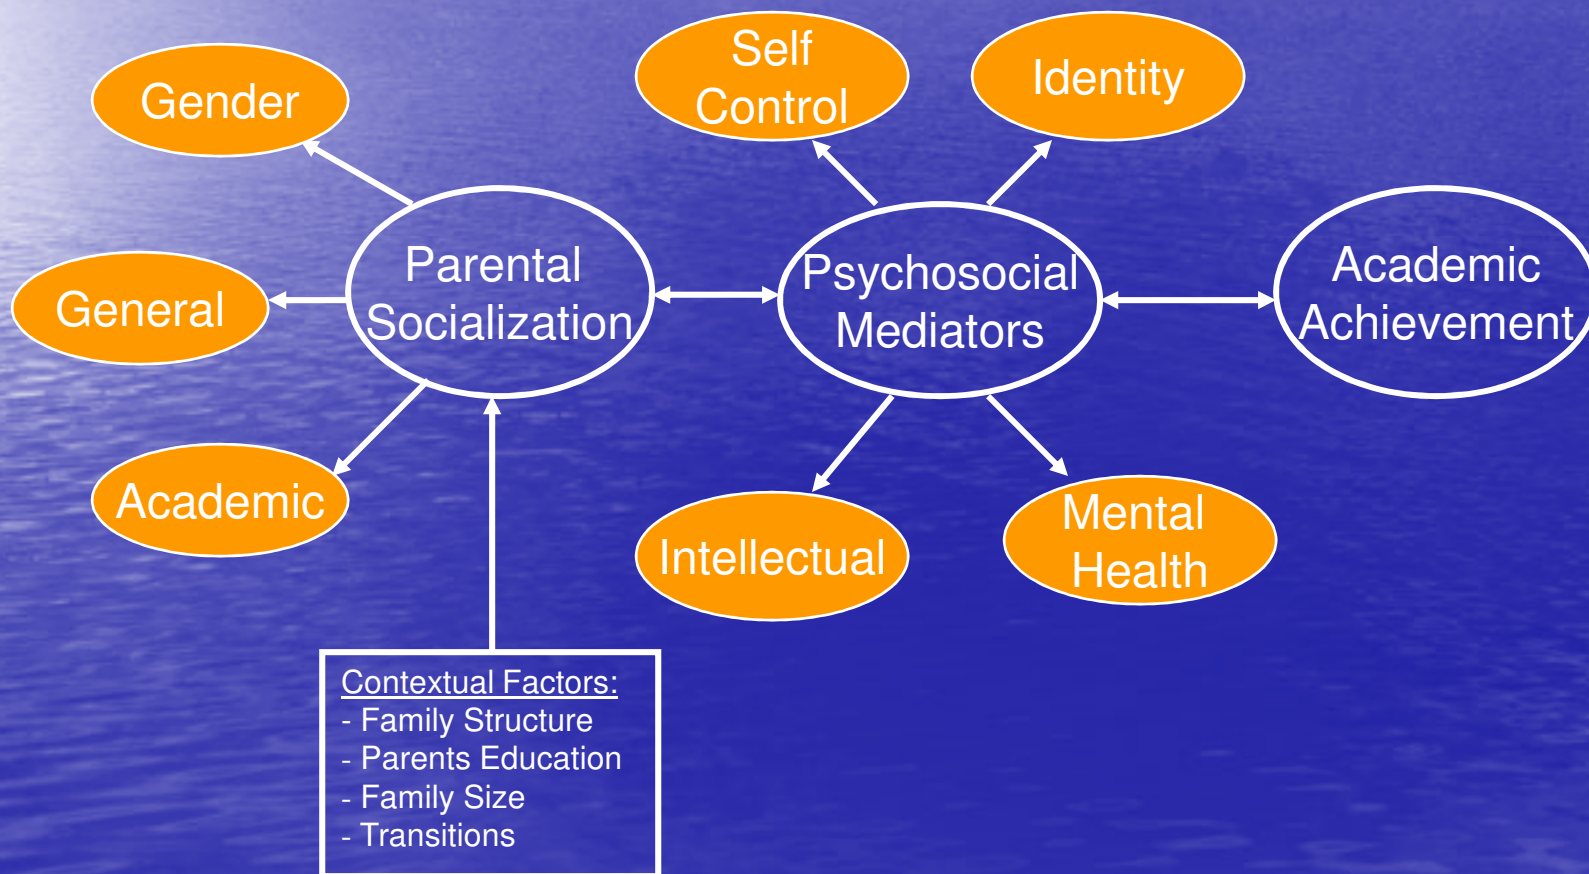 Self
Control
Identity
Gender
Parental
Socialization
Psychosocial
Mediators
Academic
Achievement
General
Academic
Intellectual
Mental
Health
Contextual Factors:
- Family Structure
- Parents Education
- Family Size
- Transitions